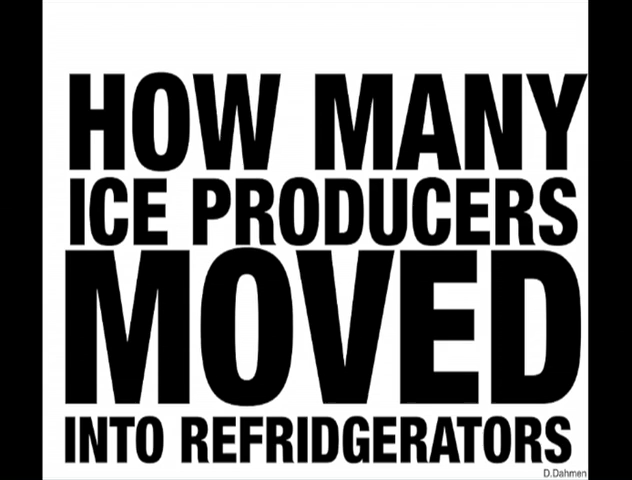 HOW MANY
ICE PRODUCERS
MOVED
INTO REFRIDGERATORS
D.Dahmen